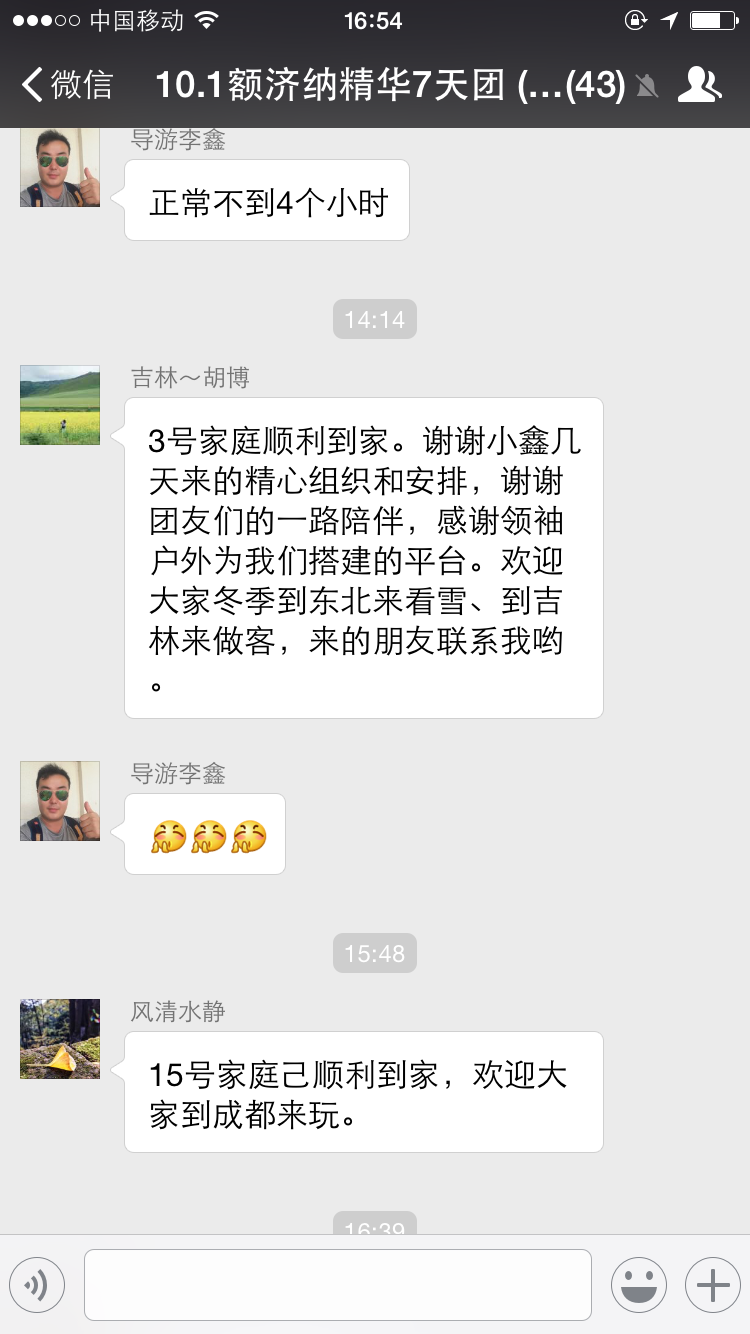 中国移动 16:54
微信 10.1额济纳精华7天团 (...(43)
导游李鑫
正常不到4个小时
14:14
吉林～胡博
3号家庭顺利到家。谢谢小鑫几
天来的精心组织和安排，谢谢
团友们的一路陪伴，感谢领袖
户外为我们搭建的平台。欢迎
大家冬季到东北来看雪、到吉
林来做客，来的朋友联系我哟
。
导游李鑫
15:48
风清水静
15号家庭己顺利到家，欢迎大
家到成都来玩。
16:39